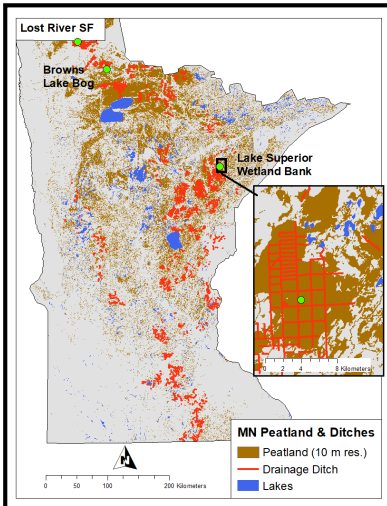 Lost River SF
Browns
Lake Bog
Lake Superior
Wetland Bank
0 2 4 8 Kilometers
MN Peatland & Ditches
Peatland (10 m res.)
Drainage Ditch
Lakes
N
0 50 100 200 Kilometers